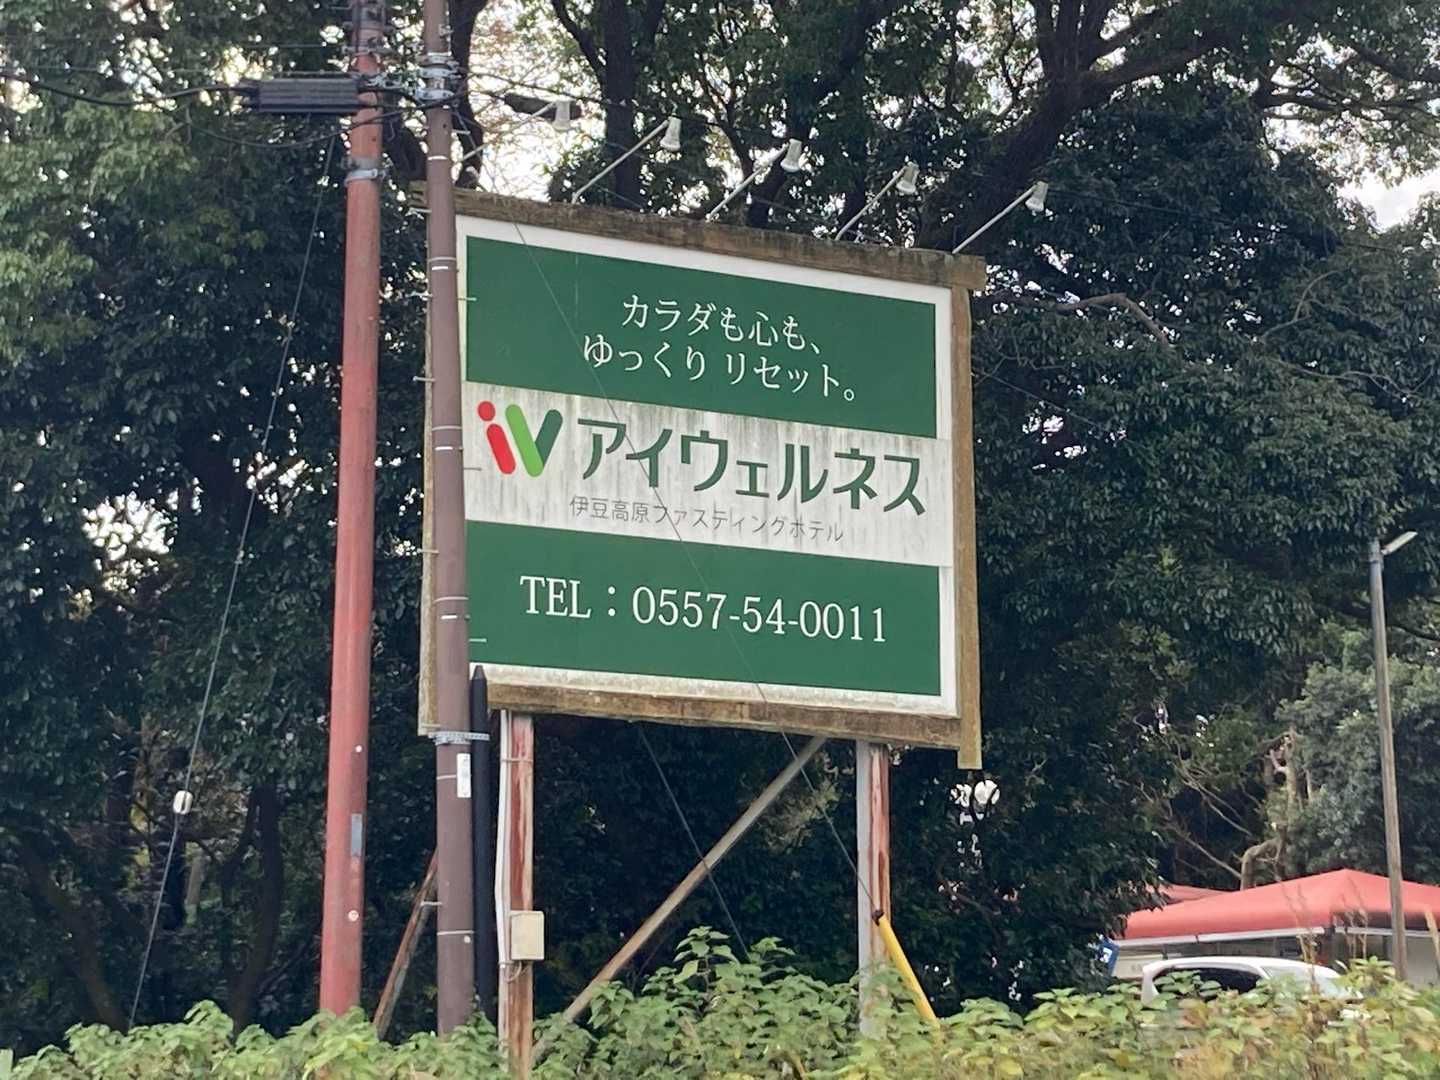 カラダも心も、
ゆっくり リセット。
iv アイウェルネス
伊豆高原ファスティングホテル
TEL：0557-54-0011